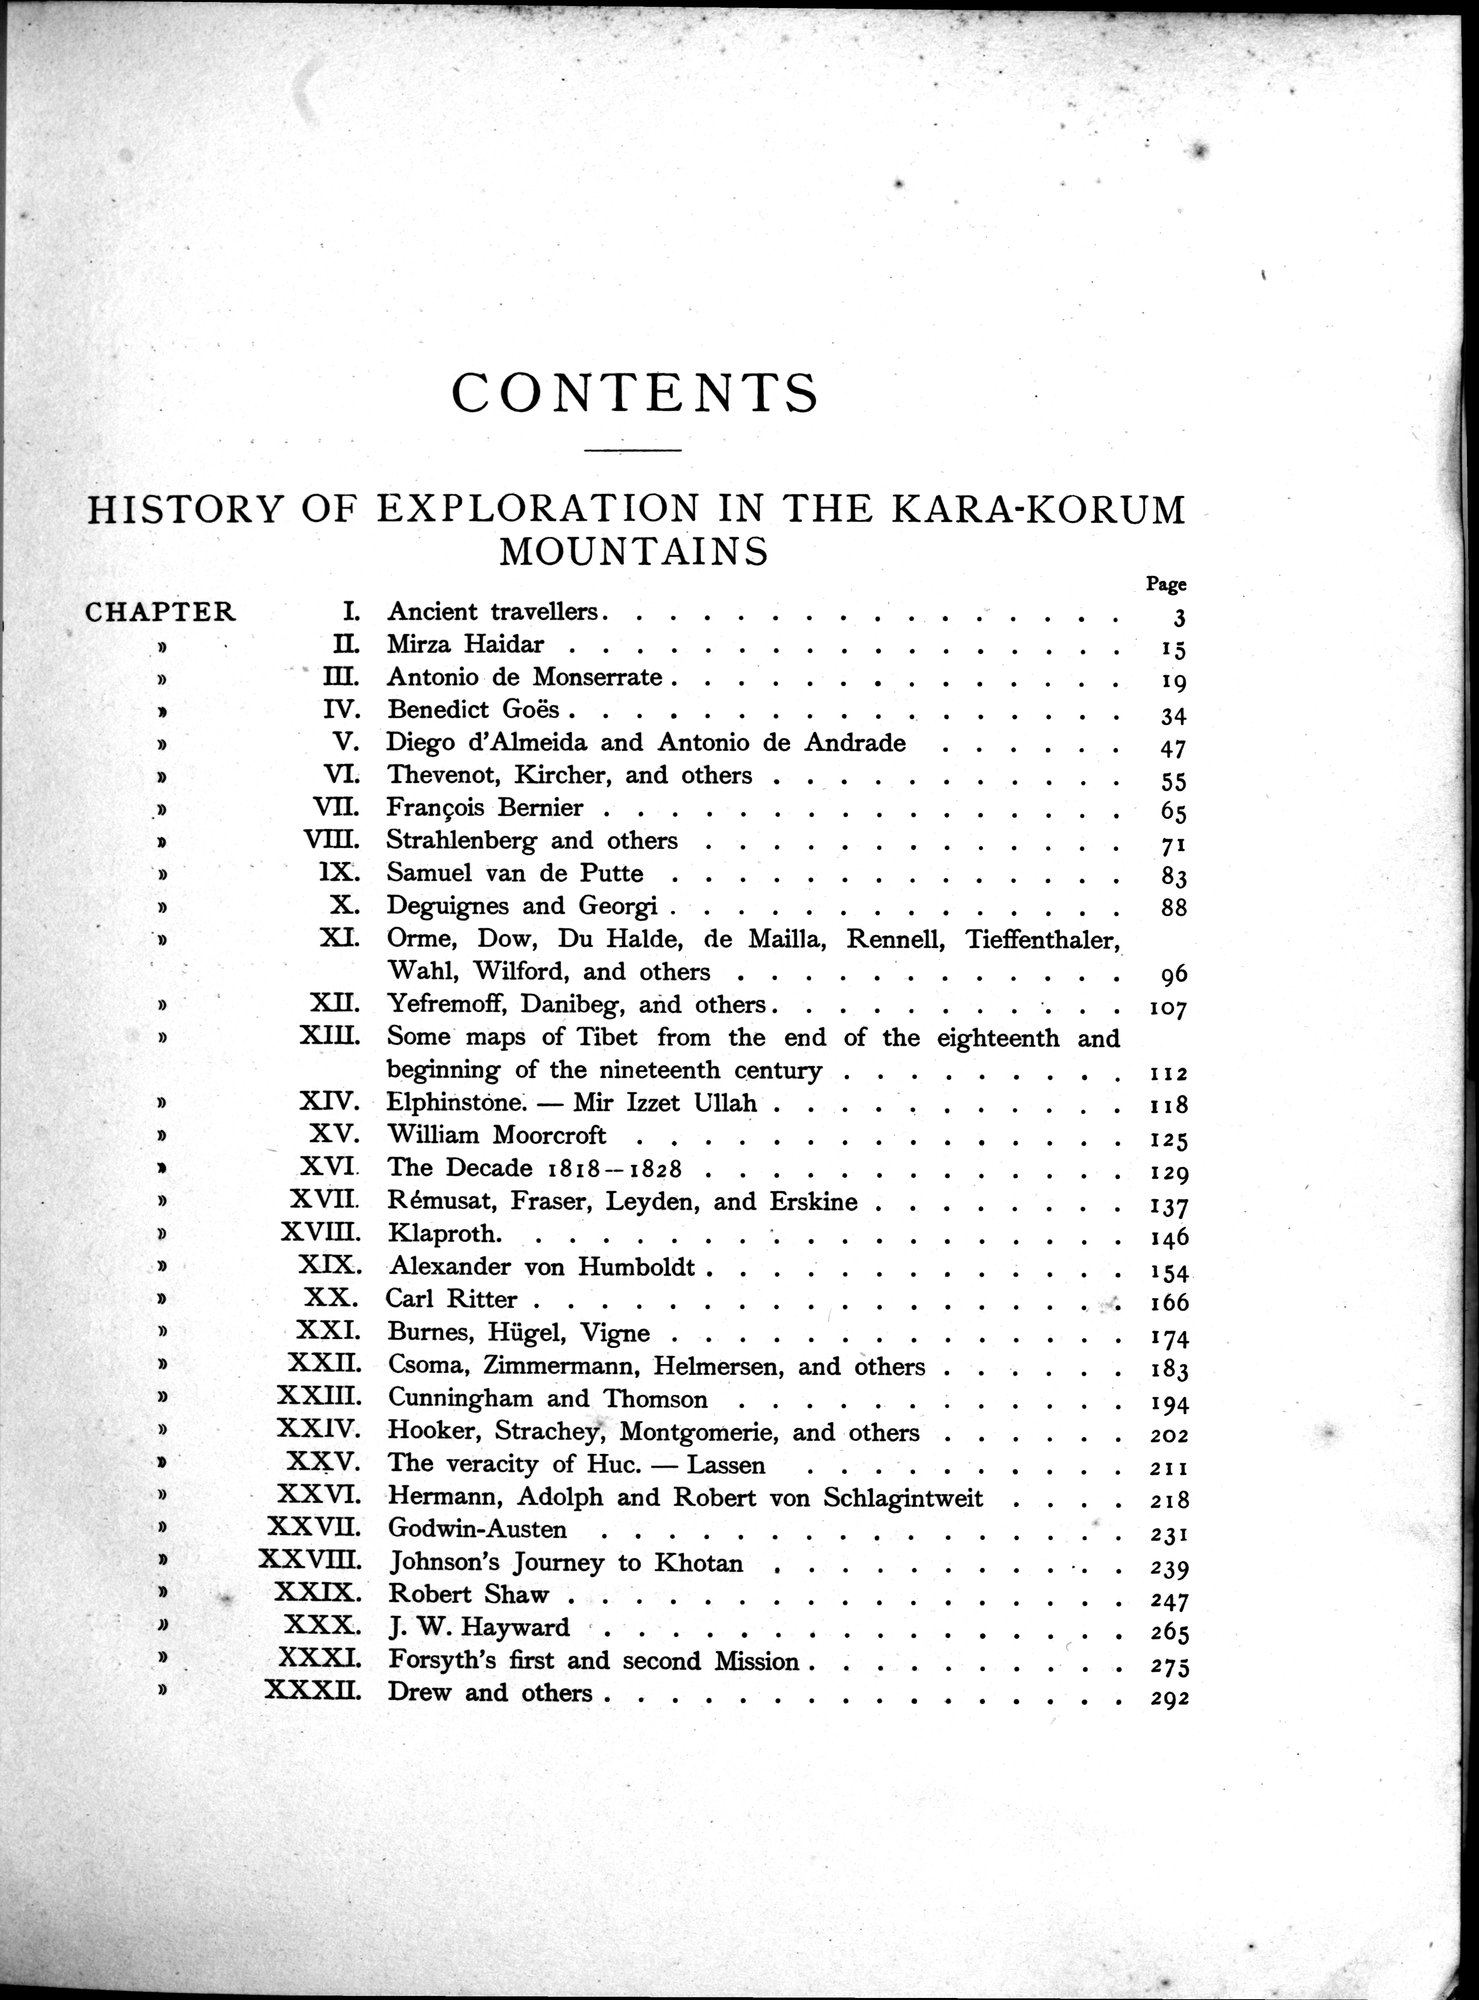 CONTENTS
HISTORY OF EXPLORATION IN THE KARA-KORUM
MOUNTAINS
Page
CHAPTER I. Ancient travellers. . . . . . . . . . . . . . . . 3
» II. Mirza Haidar . . . . . . . . . . . . . . . . . 15
» III. Antonio de Monserrate . . . . . . . . . . . . . . 19
» IV. Benedict Goës . . . . . . . . . . . . . . . . . 34
» V. Diego d'Almeida and Antonio de Andrade . . . . . . 47
» VI. Thevenot, Kircher, and others . . . . . . . . . . . 55
» VII. François Bernier . . . . . . . . . . . . . . . . 65
» VIII. Strahlenberg and others . . . . . . . . . . . . . 71
» IX. Samuel van de Putte . . . . . . . . . . . . . . 83
» X. Deguignes and Georgi . . . . . . . . . . . . . . 88
» XI. Orme, Dow, Du Halde, de Mailla, Rennell, Tieffenthaler,
Wahl, Wilford, and others . . . . . . . . . . . . 96
» XII. Yefremoff, Danibeg, and others. . . . . . . . . . . 107
» XIII. Some maps of Tibet from the end of the eighteenth and
beginning of the nineteenth century . . . . . . . . . 112
» XIV. Elphinstone. — Mir Izzet Ullah . . . . . . . . . . . 118
» XV. William Moorcroft . . . . . . . . . . . . . . . 125
» XVI. The Decade 1818–1828 . . . . . . . . . . . . . 129
» XVII. Rémusat, Fraser, Leyden, and Erskine . . . . . . . . 137
» XVIII. Klaproth. . . . . . . . . . . . . . . . . . . 146
» XIX. Alexander von Humboldt . . . . . . . . . . . . . 154
» XX. Carl Ritter . . . . . . . . . . . . . . . . . . 166
» XXI. Burnes, Hügel, Vigne . . . . . . . . . . . . . . 174
» XXII. Csoma, Zimmermann, Helmersen, and others . . . . . . 183
» XXIII. Cunningham and Thomson . . . . . . . . . . . . 194
» XXIV. Hooker, Strachey, Montgomerie, and others . . . . . . 202
» XXV. The veracity of Huc. — Lassen . . . . . . . . . . 211
» XXVI. Hermann, Adolph and Robert von Schlagintweit . . . . 218
» XXVII. Godwin-Austen . . . . . . . . . . . . . . . . 231
» XXVIII. Johnson's Journey to Khotan . . . . . . . . . . . 239
» XXIX. Robert Shaw . . . . . . . . . . . . . . . . . 247
» XXX. J. W. Hayward . . . . . . . . . . . . . . . . 265
» XXXI. Forsyth's first and second Mission . . . . . . . . . . 275
» XXXII. Drew and others . . . . . . . . . . . . . . . . 292